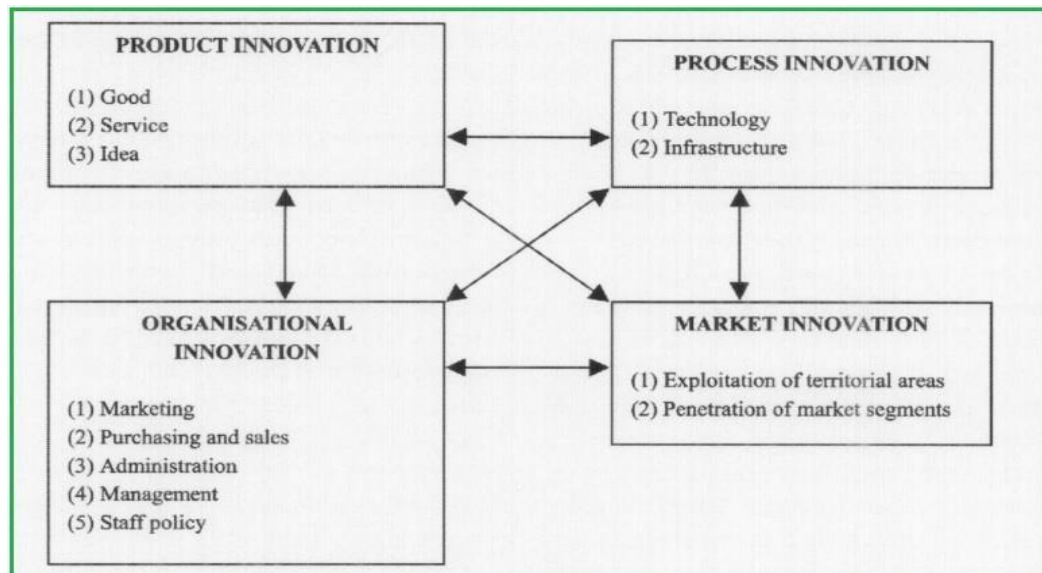 PRODUCT INNOVATION
(1) Good
(2) Service
(3) Idea
PROCESS INNOVATION
(1) Technology
(2) Infrastructure
ORGANISATIONAL
INNOVATION
(1) Marketing
(2) Purchasing and sales
(3) Administration
(4) Management
(5) Staff policy
MARKET INNOVATION
(1) Exploitation of territorial areas
(2) Penetration of market segments